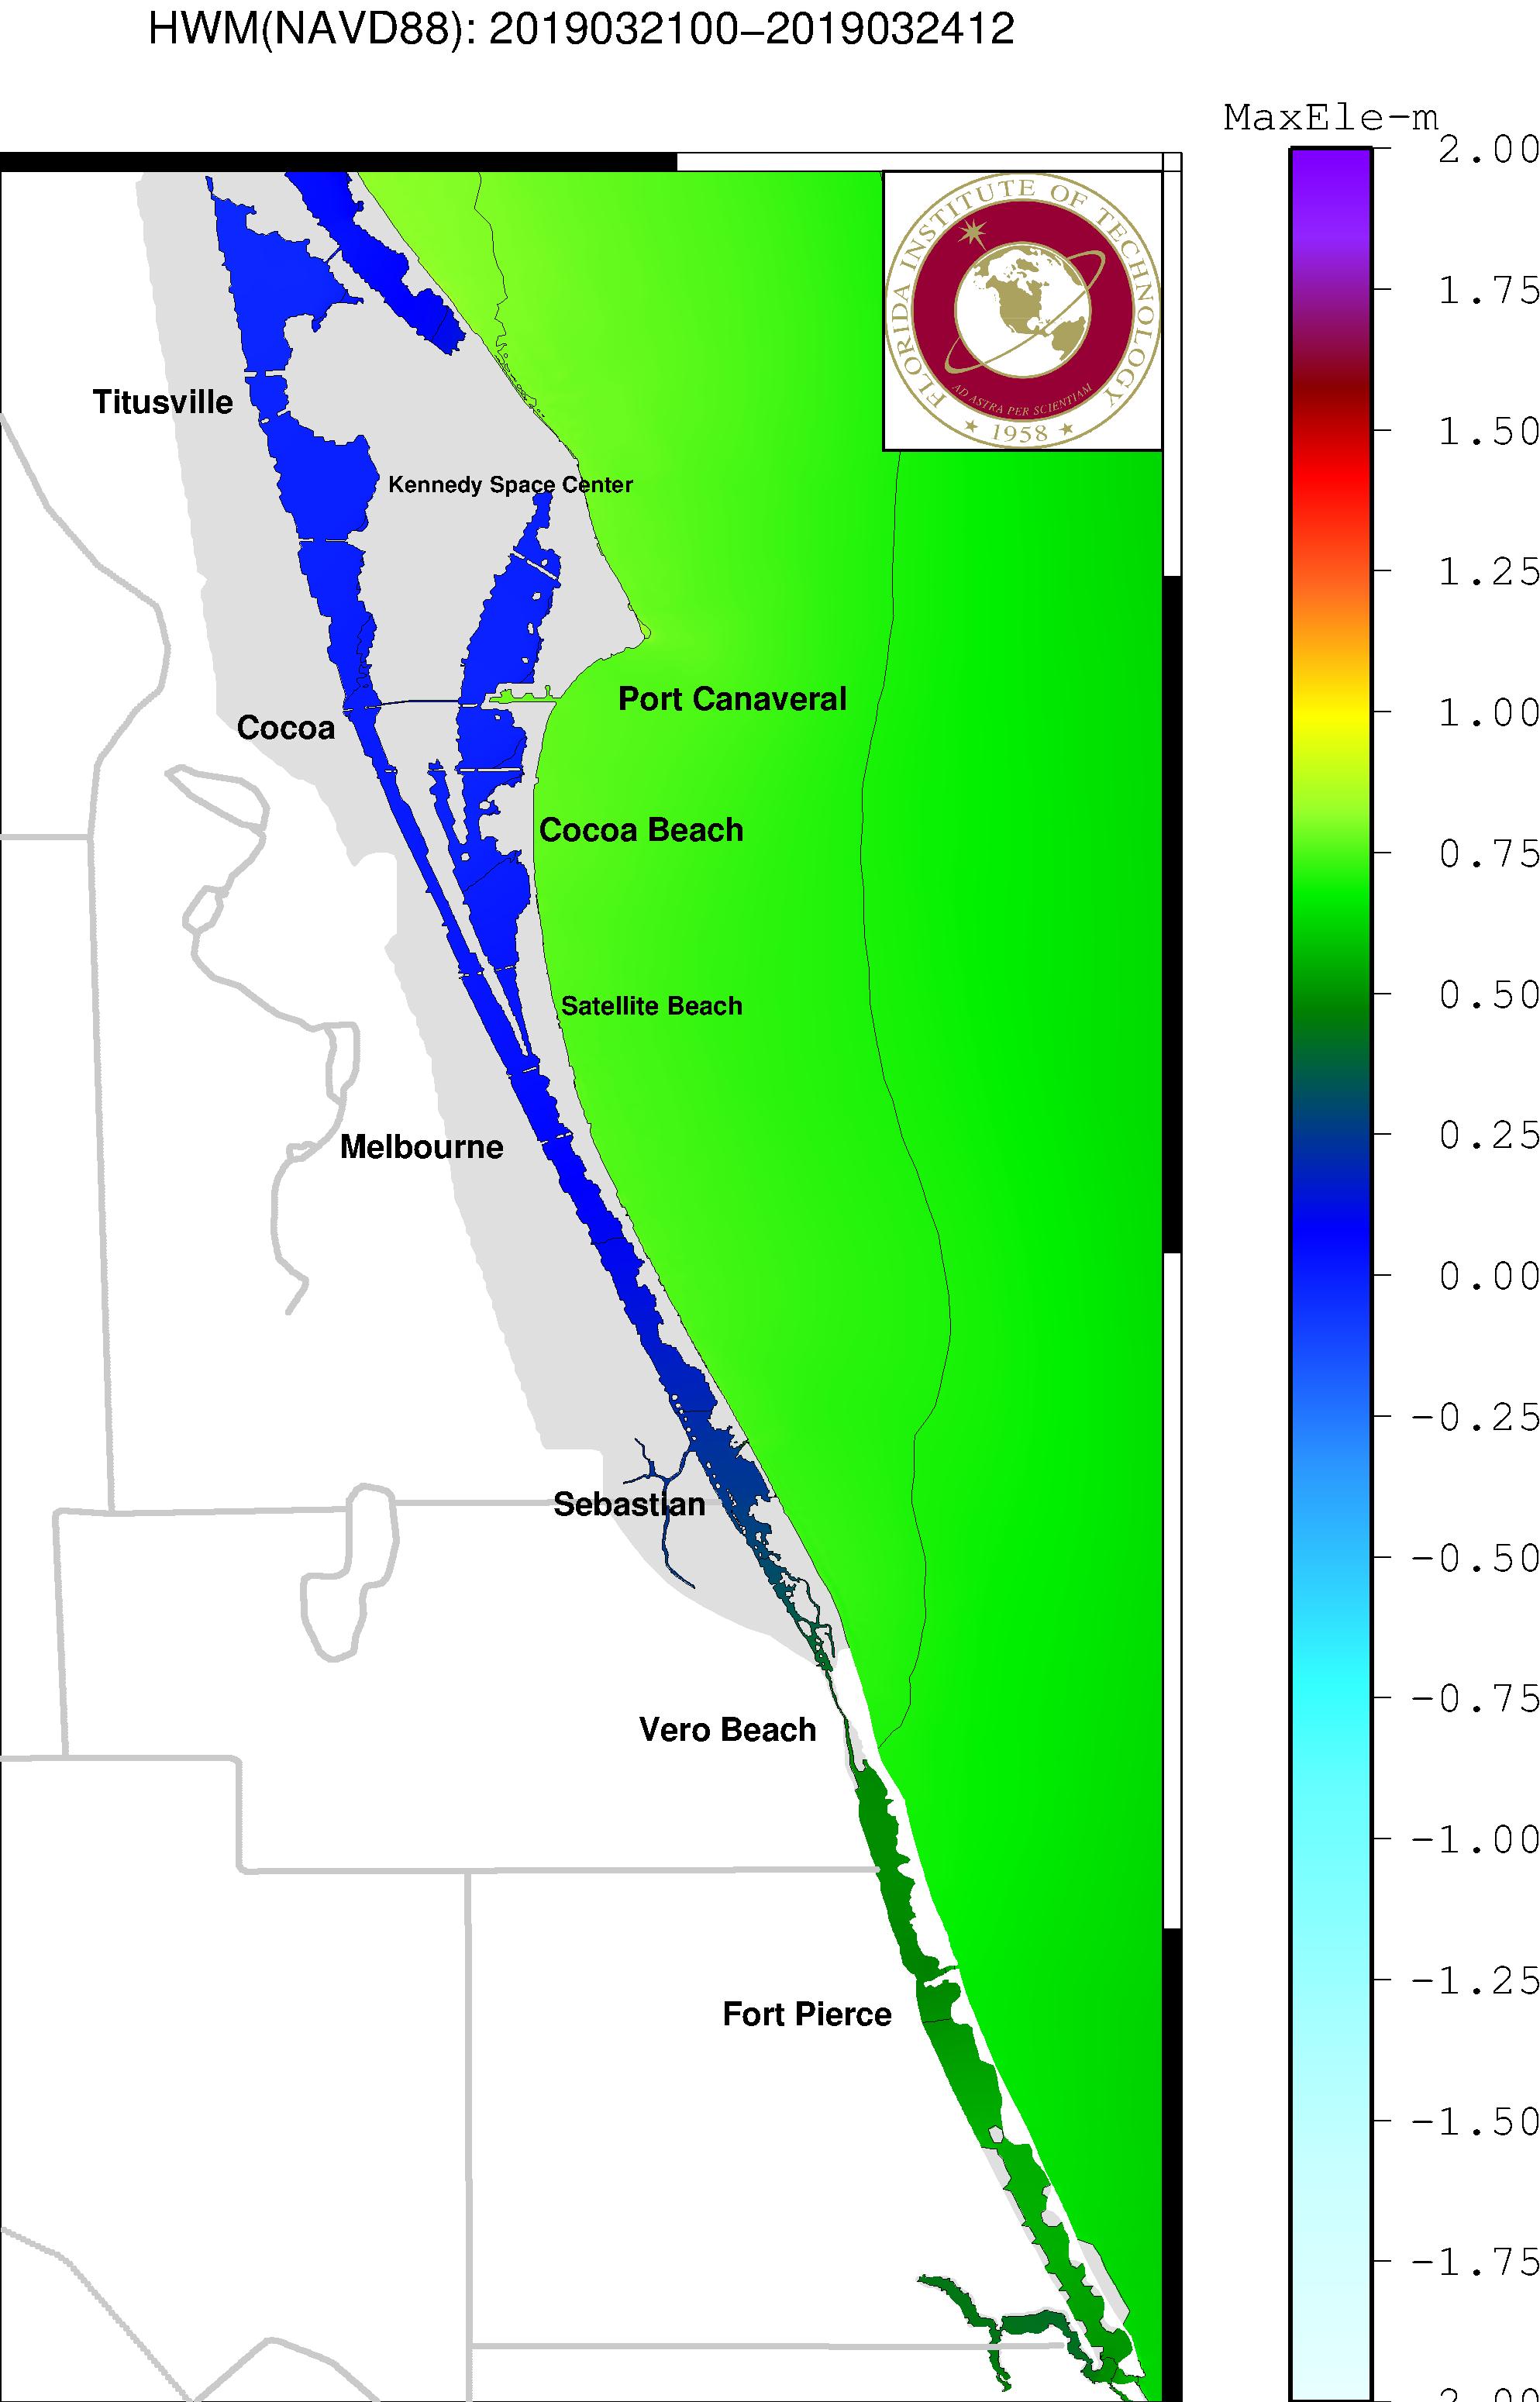 HWM(NAVD88): 2019032100−2019032412
MaxEle−m
2.00
1.75
1.50
1.25
1.00
0.75
0.50
0.25
0.00
−0.25
−0.50
−0.75
−1.00
−1.25
−1.50
−1.75
FLORIDA INSTITUTE OF TECHNOLOGY
AD ASTRA PER SCIENTIAM
1958
Titusville
Kennedy Space Center
Port Canaveral
Cocoa
Cocoa Beach
Satellite Beach
Melbourne
Sebastian
Vero Beach
Fort Pierce